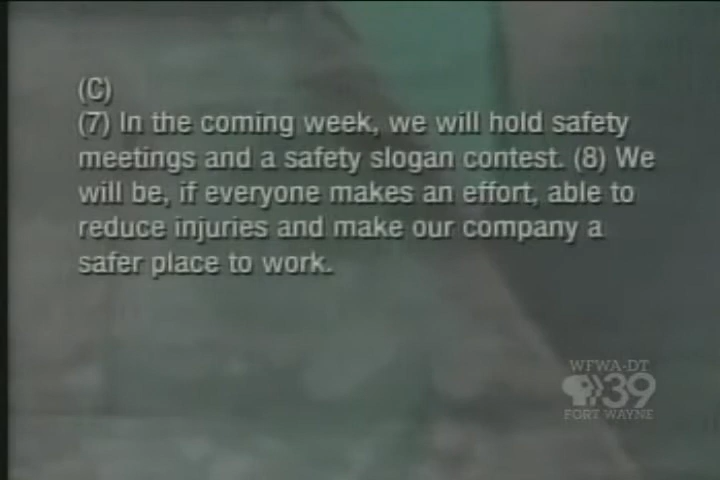 (C)
(7) In the coming week, we will hold safety
meetings and a safety slogan contest. (8) We
will be, if everyone makes an effort, able to
reduce injuries and make our company a
safer place to work.
WFWA-DT
39
FORT WAYNE